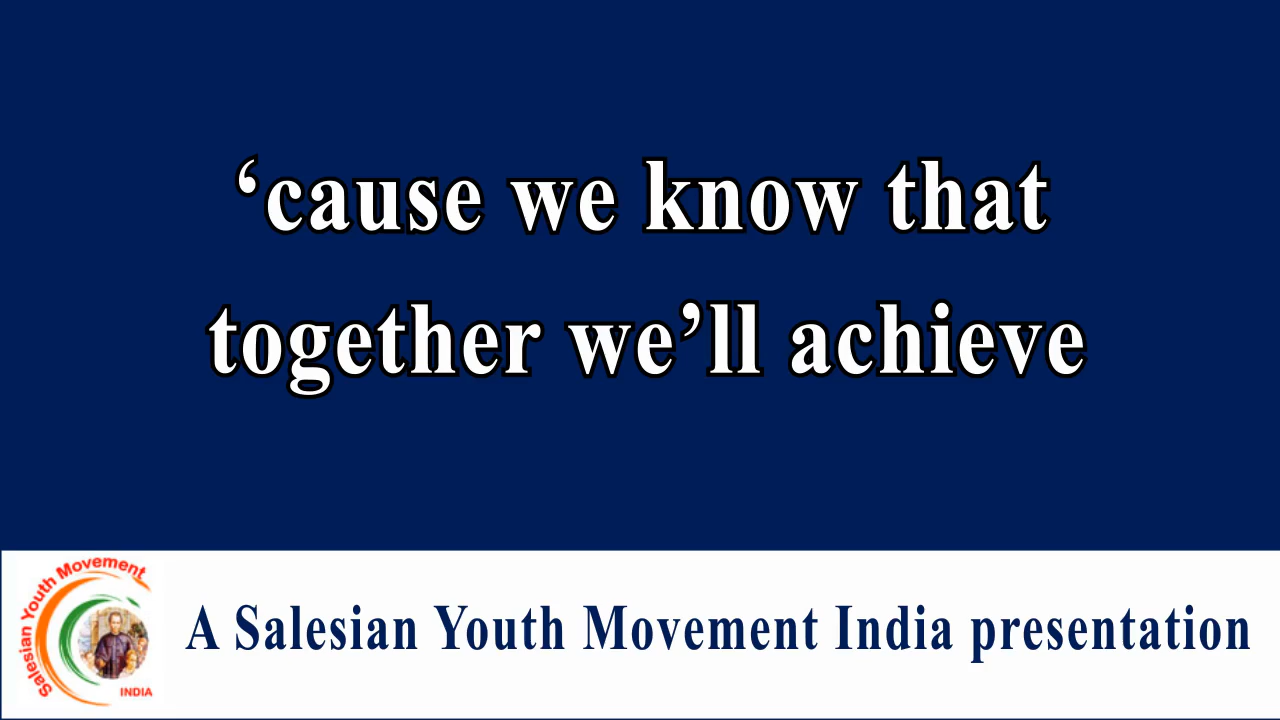 ‘cause we know that
together we’ll achieve
Salesian Youth Movement
INDIA
A Salesian Youth Movement India presentation